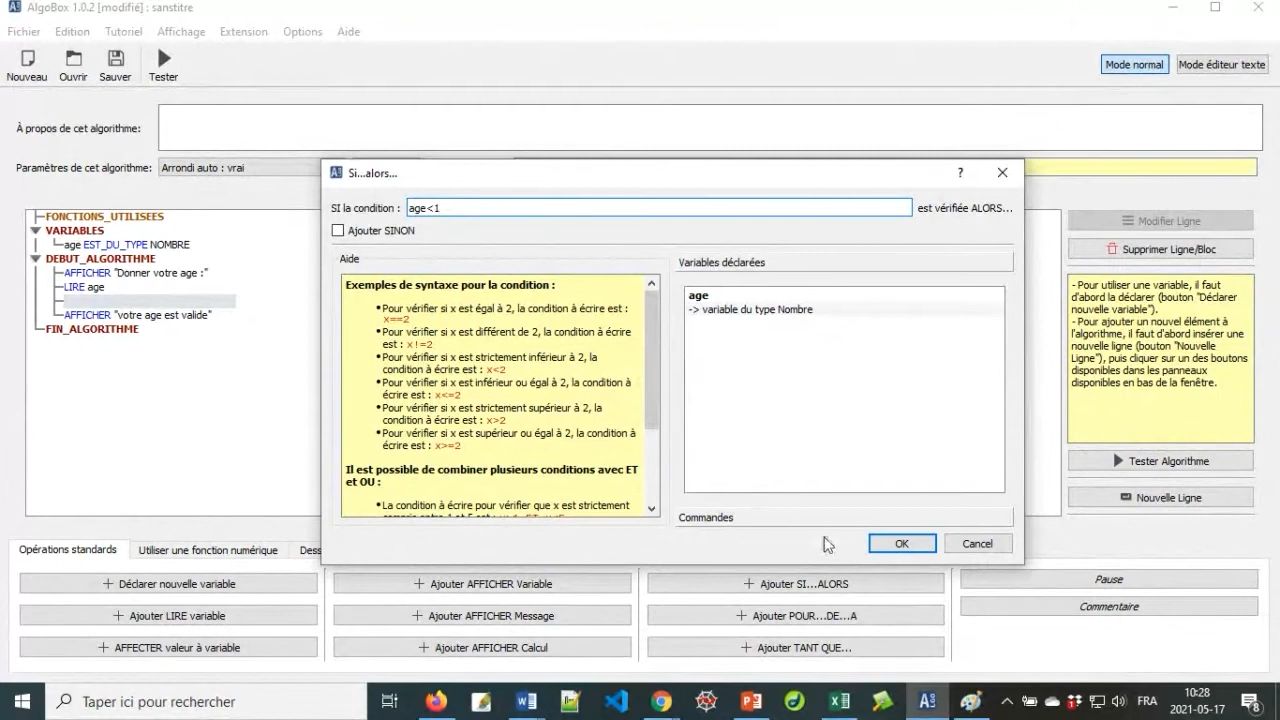 AlgoBox 1.0.2 [modifié] : sanstitre
Fichier Edition Tutoriel Affichage Extension Options Aide
Nouveau Ouvrir Sauver Tester
Mode normal Mode éditeur texte
À propos de cet algorithme:
Paramètres de cet algorithme: Arrondi auto : vrai
Si...alors...
SI la condition : age<1 est vérifiée ALORS...
Ajouter SINON
Aide
Exemples de syntaxe pour la condition :
•Pour vérifier si x est égal à 2, la condition à écrire est :
x==2
•Pour vérifier si x est différent de 2, la condition à écrire
est : x!=2
•Pour vérifier si x est strictement inférieur à 2, la
condition à écrire est : x<2
•Pour vérifier si x est inférieur ou égal à 2, la condition à
écrire est : x<=2
•Pour vérifier si x est strictement supérieur à 2, la
condition à écrire est : x>2
•Pour vérifier si x est supérieur ou égal à 2, la condition à
écrire est : x>=2
Il est possible de combiner plusieurs conditions avec ET
et OU :
•La condition à écrire pour vérifier que x est strictement
Variables déclarées
age
-> variable du type Nombre
Commandes
OK Cancel
FONCTIONS_UTILISEES
VARIABLES
age EST_DU_TYPE NOMBRE
DEBUT_ALGORITHME
AFFICHER "Donner votre age :"
LIRE age
AFFICHER "votre age est valide"
FIN_ALGORITHME
Modifier Ligne
Supprimer Ligne/Bloc
- Pour utiliser une variable, il faut
d'abord la déclarer (bouton "Déclarer
nouvelle variable").
- Pour ajouter un nouvel élément à
l'algorithme, il faut d'abord insérer une
nouvelle ligne (bouton "Nouvelle
Ligne"), puis cliquer sur un des boutons
disponibles dans les panneaux
disponibles en bas de la fenêtre.
Tester Algorithme
Nouvelle Ligne
Opérations standards Utiliser une fonction numérique Dess
Déclarer nouvelle variable Ajouter AFFICHER Variable Ajouter SI...ALORS Pause
Ajouter LIRE variable Ajouter AFFICHER Message Ajouter POUR...DE...A Commentaire
AFFECTER valeur à variable Ajouter AFFICHER Calcul Ajouter TANT QUE...
Taper ici pour rechercher
FRA 10:28
2021-05-17
8